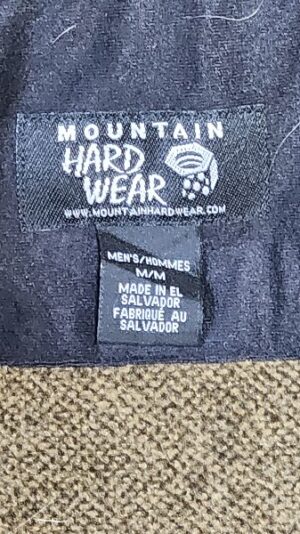 MOUNTAIN
HARD
WEAR
WWW.MOUNTAINHARDWEAR.COM
MEN'S/HOMMES
M/M
MADE IN EL
SALVADOR
FABRIQUÉ AU
SALVADOR